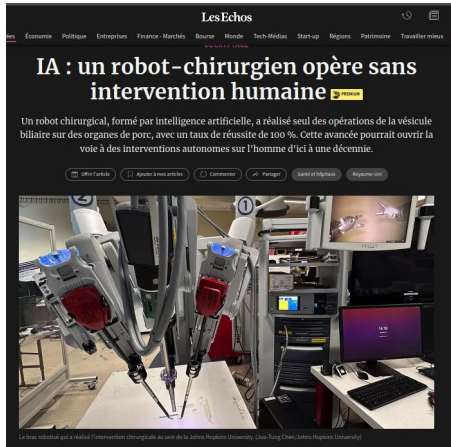 Les Echos
Économie Politique Entreprises Finance - Marchés Bourse Monde Tech-Médias Start-up Régions Patrimoine Travailler mieux
IA : un robot-chirurgien opère sans
intervention humaine PREMIUM
Un robot chirurgical, formé par intelligence artificielle, a réalisé seul des opérations de la vésicule
biliaire sur des organes de porc, avec un taux de réussite de 100 %. Cette avancée pourrait ouvrir la
voie à des interventions autonomes sur l'homme d'ici à une décennie.
Offrir l'article Ajouter à mes articles Commenter Partager Santé et hôpitaux Royaume-Uni
2
1
Le bras robotisé qui a réalisé l'intervention chirurgicale au sein de la Johns Hopkins University. (Juo-Tung Chen/Johns Hopkins University)